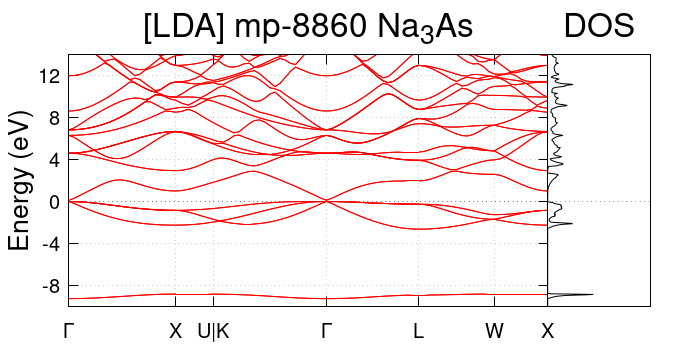 [LDA] mp-8860 Na₃As DOS
12
8
4
0
-4
-8
Energy (eV)
Γ X U|K Γ L W X